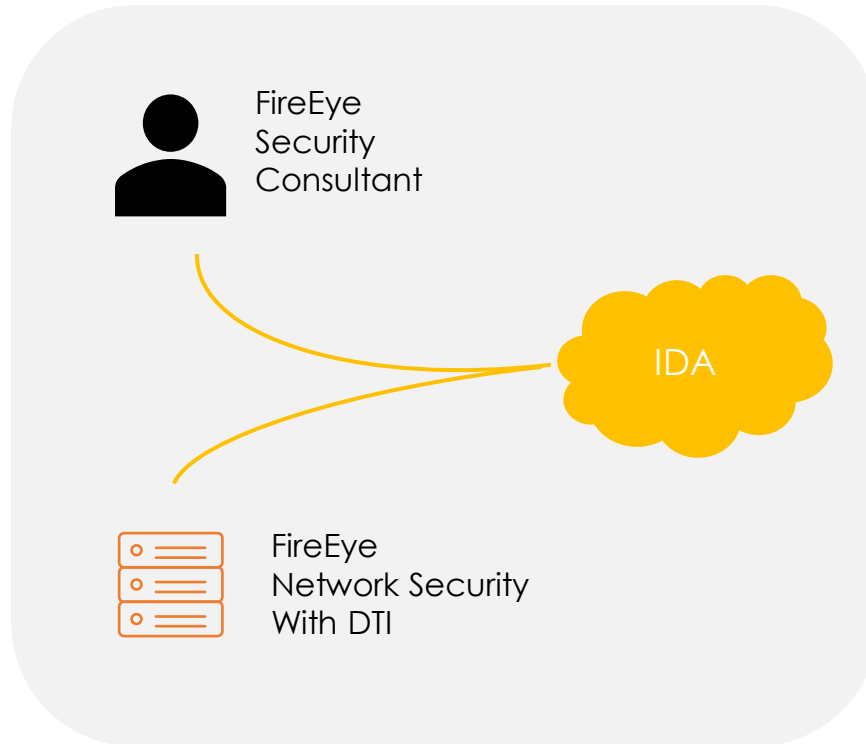 FireEye
Security
Consultant
IDA
FireEye
Network Security
With DTI